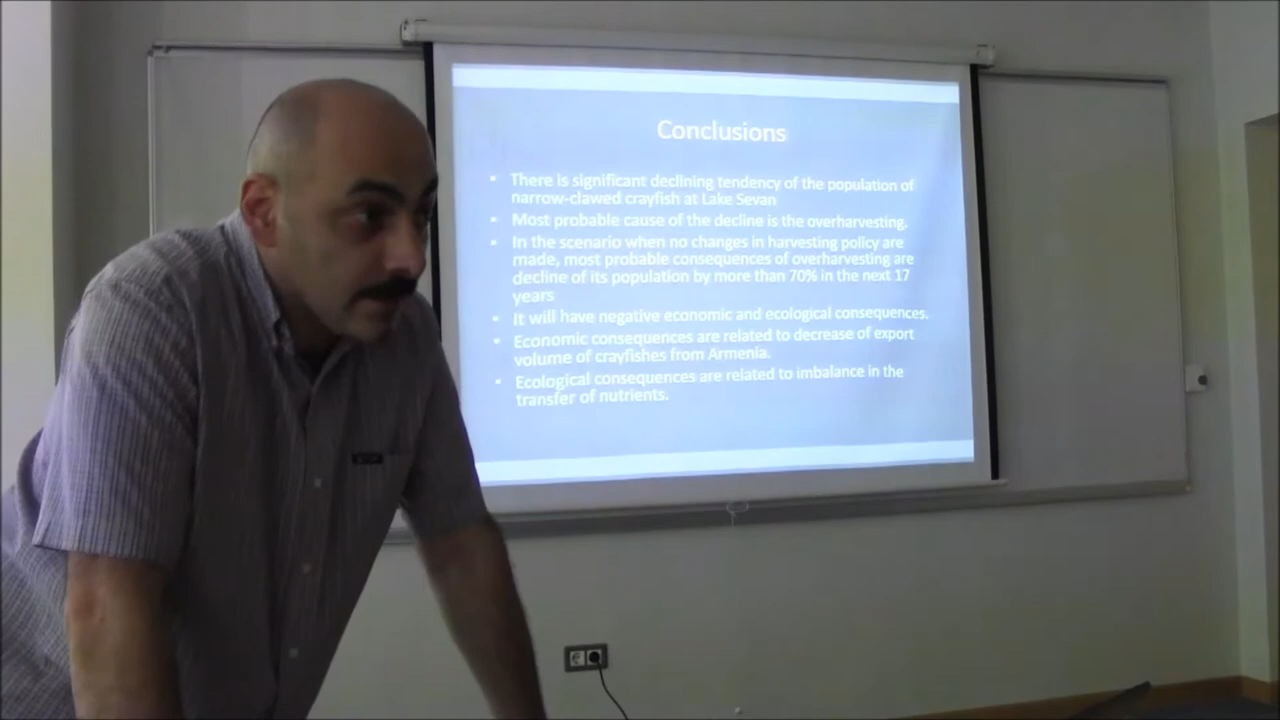 Conclusions
• There is significant declining tendency of the population of
narrow-clawed crayfish at Lake Sevan
• Most probable cause of the decline is the overharvesting.
• In the scenario when no changes in harvesting policy are
made, most probable consequences of overharvesting are
decline of its population by more than 70% in the next 17
years
• It will have negative economic and ecological consequences.
• Economic consequences are related to decrease of export
volume of crayfishes from Armenia.
• Ecological consequences are related to imbalance in the
transfer of nutrients.